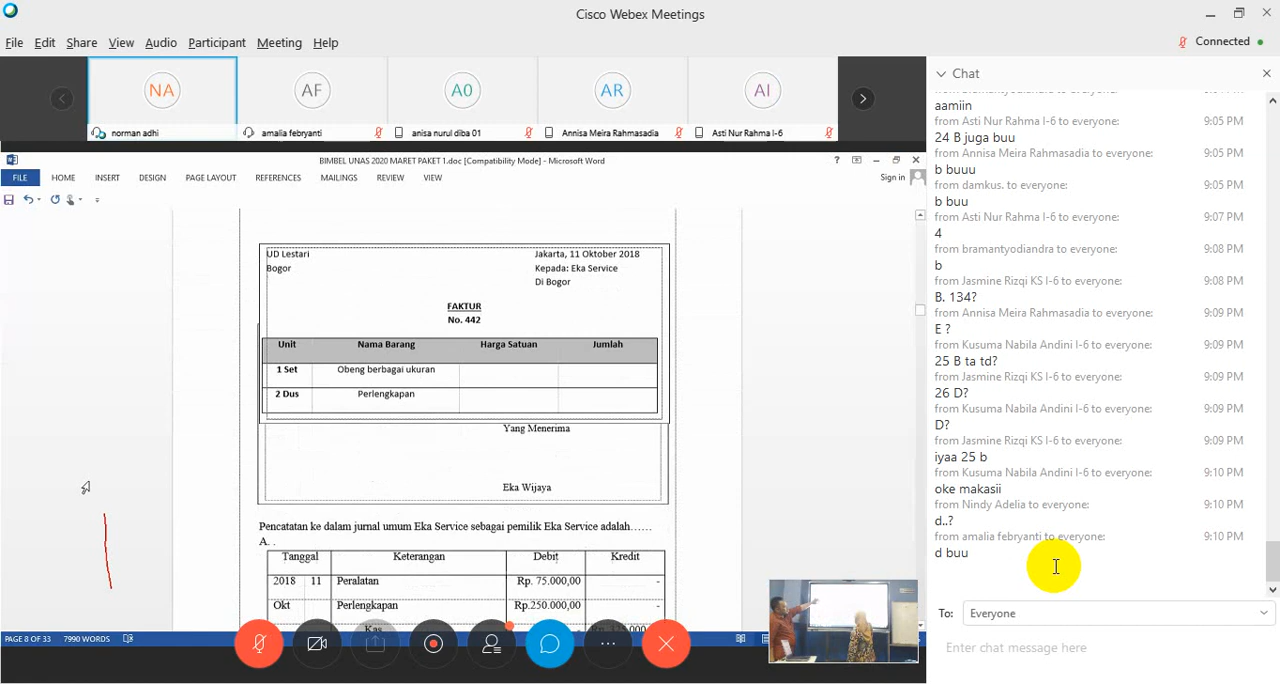 Cisco Webex Meetings
File Edit Share View Audio Participant Meeting Help
Connected
NA
AF
A0
AR
AI
norman adhi
amalia febryanti
anisa nurul diba 01
Annisa Meira Rahmasadia
Asti Nur Rahma I-6
BIMBEL UNAS 2020 MARET PAKET 1.doc [Compatibility Mode] - Microsoft Word
FILE HOME INSERT DESIGN PAGE LAYOUT REFERENCES MAILINGS REVIEW VIEW
Sign in
UD Lestari
Bogor
Jakarta, 11 Oktober 2018
Kepada: Eka Service
Di Bogor
FAKTUR
No. 442
Unit Nama Barang Harga Satuan Jumlah
1 Set Obeng berbagai ukuran
2 Dus Perlengkapan
Yang Menerima
Eka Wijaya
Pencatatan ke dalam jurnal umum Eka Service sebagai pemilik Eka Service adalah......
A. .
Tanggal Keterangan Debit Kredit
2018 11 Peralatan Rp. 75.000,00 -
Okt Perlengkapan Rp.250.000,00 -
PAGE 8 OF 33 7990 WORDS
Chat
aamiin
from Asti Nur Rahma I-6 to everyone: 9:05 PM
24 B juga buu
from Annisa Meira Rahmasadia to everyone: 9:05 PM
b buuu
from damkus. to everyone: 9:05 PM
b buu
from Asti Nur Rahma I-6 to everyone: 9:07 PM
4
from bramantyodiandra to everyone: 9:08 PM
b
from Jasmine Rizqi KS I-6 to everyone: 9:08 PM
B. 134?
from Annisa Meira Rahmasadia to everyone: 9:09 PM
E ?
from Kusuma Nabila Andini I-6 to everyone: 9:09 PM
25 B ta td?
from Jasmine Rizqi KS I-6 to everyone: 9:09 PM
26 D?
from Kusuma Nabila Andini I-6 to everyone: 9:09 PM
D?
from Jasmine Rizqi KS I-6 to everyone: 9:09 PM
iyaa 25 b
from Kusuma Nabila Andini I-6 to everyone: 9:10 PM
oke makasii
from Nindy Adelia to everyone: 9:10 PM
d..?
from amalia febryanti to everyone: 9:10 PM
d buu
To: Everyone
Enter chat message here